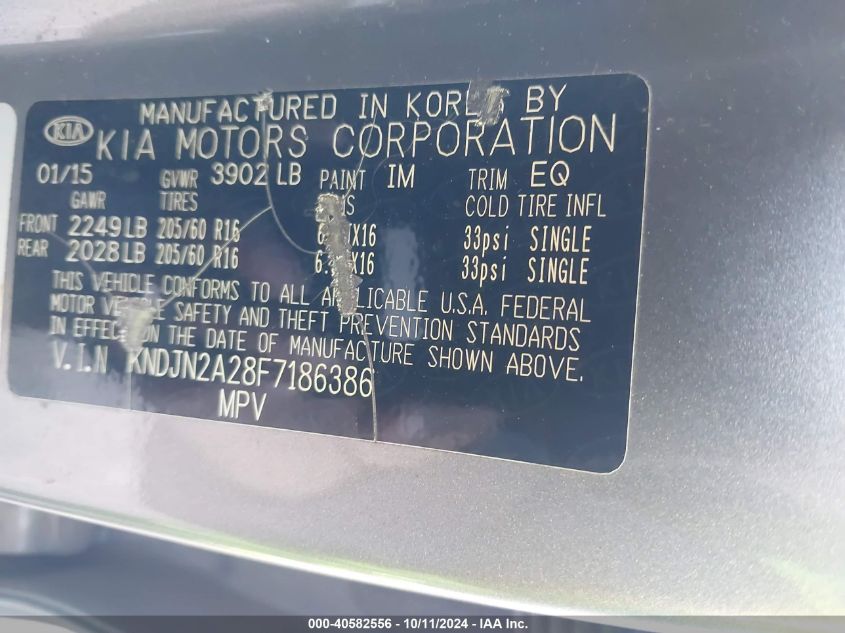 MANUFACTURED IN KOREA BY
KIA KIA MOTORS CORPORATION
01/15 GVWR 3902 LB PAINT IM TRIM EQ
GAWR TIRES COLD TIRE INFL
FRONT 2249 LB 205/60 R16 33psi SINGLE
REAR 2028 LB 205/60 R16 33psi SINGLE
THIS VEHICLE CONFORMS TO ALL APPLICABLE U.S.A. FEDERAL
MOTOR VEHICLE SAFETY AND THEFT PREVENTION STANDARDS
IN EFFECT ON THE DATE OF MANUFACTURE SHOWN ABOVE.
V.I.N KNDJN2A28F7186386
MPV
000-40582556 - 10/11/2024 - IAA Inc.